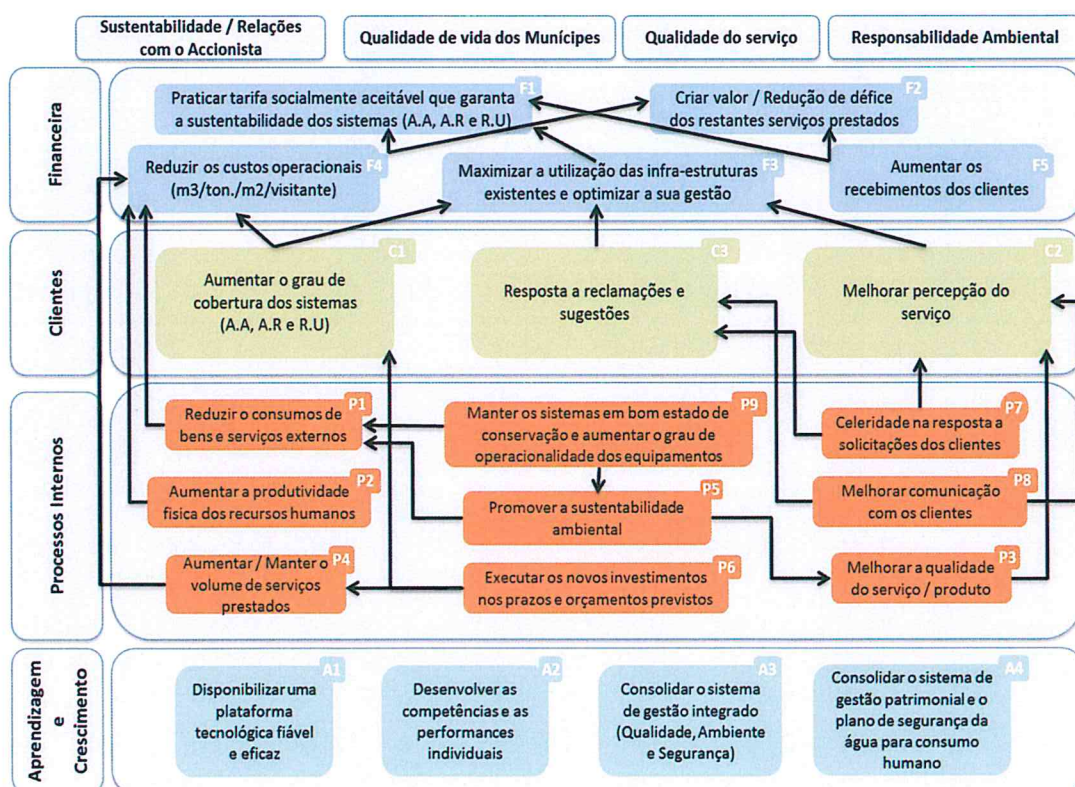 Sustentabilidade / Relações
com o Accionista
Qualidade de vida dos Munícipes
Qualidade do serviço
Responsabilidade Ambiental
Financeira
F1
Praticar tarifa socialmente aceitável que garanta
a sustentabilidade dos sistemas (A.A, A.R e R.U)
F2
Criar valor / Redução de défice
dos restantes serviços prestados
F4
Reduzir os custos operacionais
(m3/ton./m2/visitante)
F3
Maximizar a utilização das infra-estruturas
existentes e optimizar a sua gestão
F5
Aumentar os
recebimentos dos clientes
Clientes
C1
Aumentar o grau de
cobertura dos sistemas
(A.A, A.R e R.U)
C3
Resposta a reclamações e
sugestões
C2
Melhorar percepção do
serviço
Processos Internos
P1
Reduzir o consumos de
bens e serviços externos
P9
Manter os sistemas em bom estado de
conservação e aumentar o grau de
operacionalidade dos equipamentos
P7
Celeridade na resposta a
solicitações dos clientes
P2
Aumentar a produtividade
fisica dos recursos humanos
P5
Promover a sustentabilidade
ambiental
P8
Melhorar comunicação
com os clientes
P4
Aumentar / Manter o
volume de serviços
prestados
P6
Executar os novos investimentos
nos prazos e orçamentos previstos
P3
Melhorar a qualidade
do serviço / produto
Aprendizagem
e
Crescimento
A1
Disponibilizar uma
plataforma
tecnológica fiável
e eficaz
A2
Desenvolver as
competências e as
performances
individuais
A3
Consolidar o sistema
de gestão integrado
(Qualidade, Ambiente
e Segurança)
A4
Consolidar o sistema de
gestão patrimonial e o
plano de segurança da
água para consumo
humano